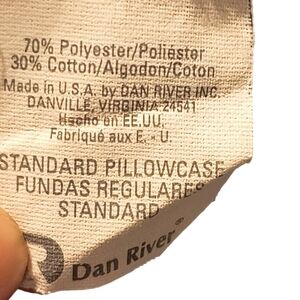 70% Polyester/Poliéster
30% Cotton/Algodon/Coton
Made in U.S.A. by DAN RIVER INC.
DANVILLE, VIRGINIA 24541
Hecho en EE.UU.
Fabriqué aux E. - U.
STANDARD PILLOWCASE
FUNDAS REGULARES
STANDARD
Dan River®